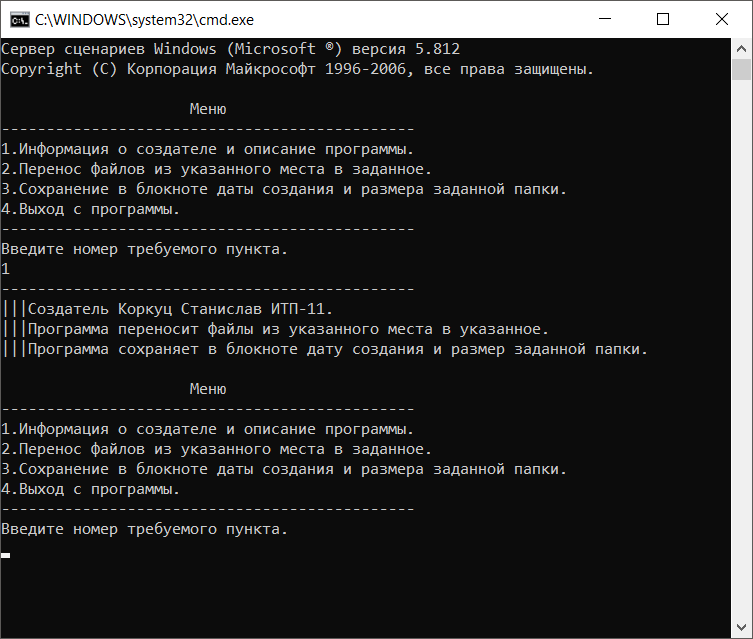 C:\WINDOWS\system32\cmd.exe
Сервер сценариев Windows (Microsoft ®) версия 5.812
Copyright (C) Корпорация Майкрософт 1996-2006, все права защищены.
Меню
----------------------------------------------
1.Информация о создателе и описание программы.
2.Перенос файлов из указанного места в заданное.
3.Сохранение в блокноте даты создания и размера заданной папки.
4.Выход с программы.
----------------------------------------------
Введите номер требуемого пункта.
1
----------------------------------------------
|||Создатель Коркуц Станислав ИТП-11.
|||Программа переносит файлы из указанного места в указанное.
|||Программа сохраняет в блокноте дату создания и размер заданной папки.
Меню
----------------------------------------------
1.Информация о создателе и описание программы.
2.Перенос файлов из указанного места в заданное.
3.Сохранение в блокноте даты создания и размера заданной папки.
4.Выход с программы.
----------------------------------------------
Введите номер требуемого пункта.